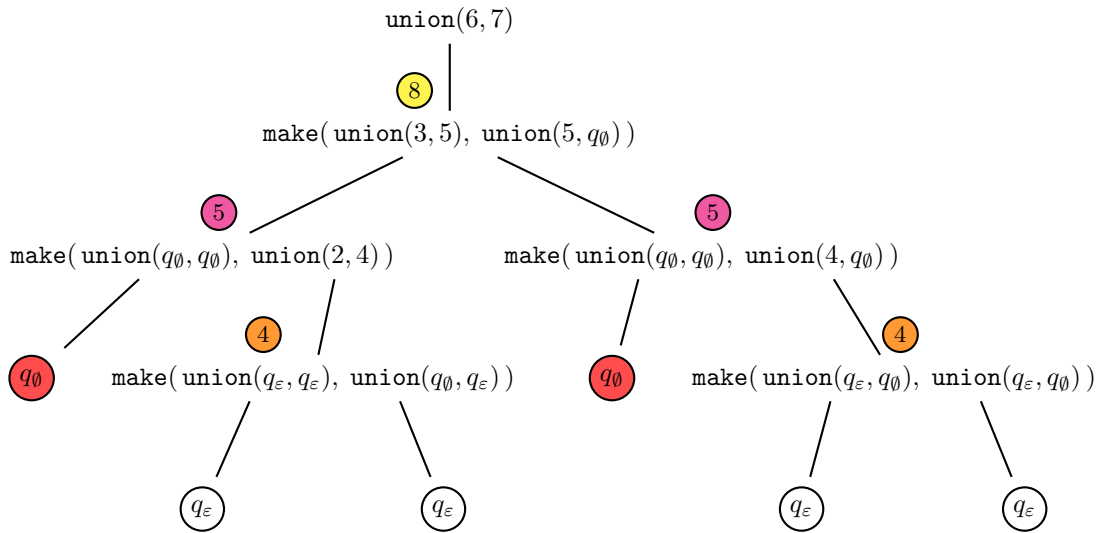 union(6, 7)
8
make( union(3, 5), union(5, q∅) )
5
5
make( union(q∅, q∅), union(2, 4) )
make( union(q∅, q∅), union(4, q∅) )
4
4
q∅
make( union(qε, qε), union(q∅, qε) )
q∅
make( union(qε, q∅), union(qε, q∅) )
qε
qε
qε
qε